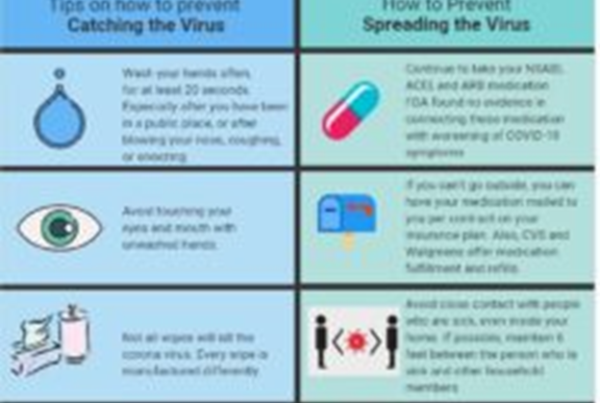 Tips on how to prevent
Catching the Virus
Wash your hands often,
for at least 20 seconds.
Especially after you have been
in a public place, or after
blowing your nose, coughing,
or sneezing
Avoid touching your
eyes and mouth with
unwashed hands.
Not all wipes will kill the
corona virus. Every wipe is
manufactured differently
How to Prevent
Spreading the Virus
Continue to take your
ACEI, and ARB medication
FDA found no evidence in
connecting these medication
with worsening of COVID-19
symptoms
If you can't go outside, you can
have your medication mailed to
you per contract on your
insurance plan. Also, CVS and
Walgreens offer medication
fulfillment and refills.
Avoid close contact with people
who are sick, even inside your
home. If possible, maintain 6
feet between the person who is
sick and other household
members